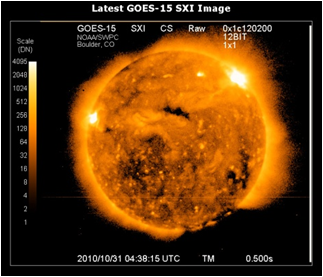 Latest GOES-15 SXI Image
GOES-15 SXI CS Raw 0x1c120200
NOAA/SWPC 12BIT
Boulder, CO 1x1
Scale
(DN)
4095
2048
1024
512
256
128
64
32
16
8
4
2
1
2010/10/31 04:38:15 UTC TM 0.500s